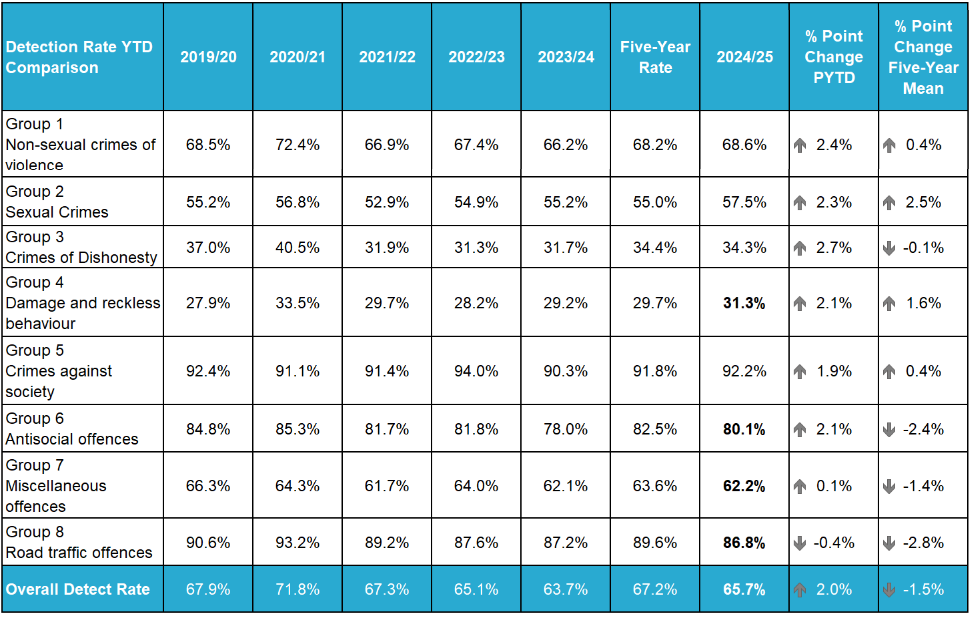 Detection Rate YTD Comparison 2019/20 2020/21 2021/22 2022/23 2023/24 Five-Year Rate 2024/25 % Point Change PYTD % Point Change Five-Year Mean
Group 1 Non-sexual crimes of violence 68.5% 72.4% 66.9% 67.4% 66.2% 68.2% 68.6% 2.4% 0.4%
Group 2 Sexual Crimes 55.2% 56.8% 52.9% 54.9% 55.2% 55.0% 57.5% 2.3% 2.5%
Group 3 Crimes of Dishonesty 37.0% 40.5% 31.9% 31.3% 31.7% 34.4% 34.3% 2.7% -0.1%
Group 4 Damage and reckless behaviour 27.9% 33.5% 29.7% 28.2% 29.2% 29.7% 31.3% 2.1% 1.6%
Group 5 Crimes against society 92.4% 91.1% 91.4% 94.0% 90.3% 91.8% 92.2% 1.9% 0.4%
Group 6 Antisocial offences 84.8% 85.3% 81.7% 81.8% 78.0% 82.5% 80.1% 2.1% -2.4%
Group 7 Miscellaneous offences 66.3% 64.3% 61.7% 64.0% 62.1% 63.6% 62.2% 0.1% -1.4%
Group 8 Road traffic offences 90.6% 93.2% 89.2% 87.6% 87.2% 89.6% 86.8% -0.4% -2.8%
Overall Detect Rate 67.9% 71.8% 67.3% 65.1% 63.7% 67.2% 65.7% 2.0% -1.5%